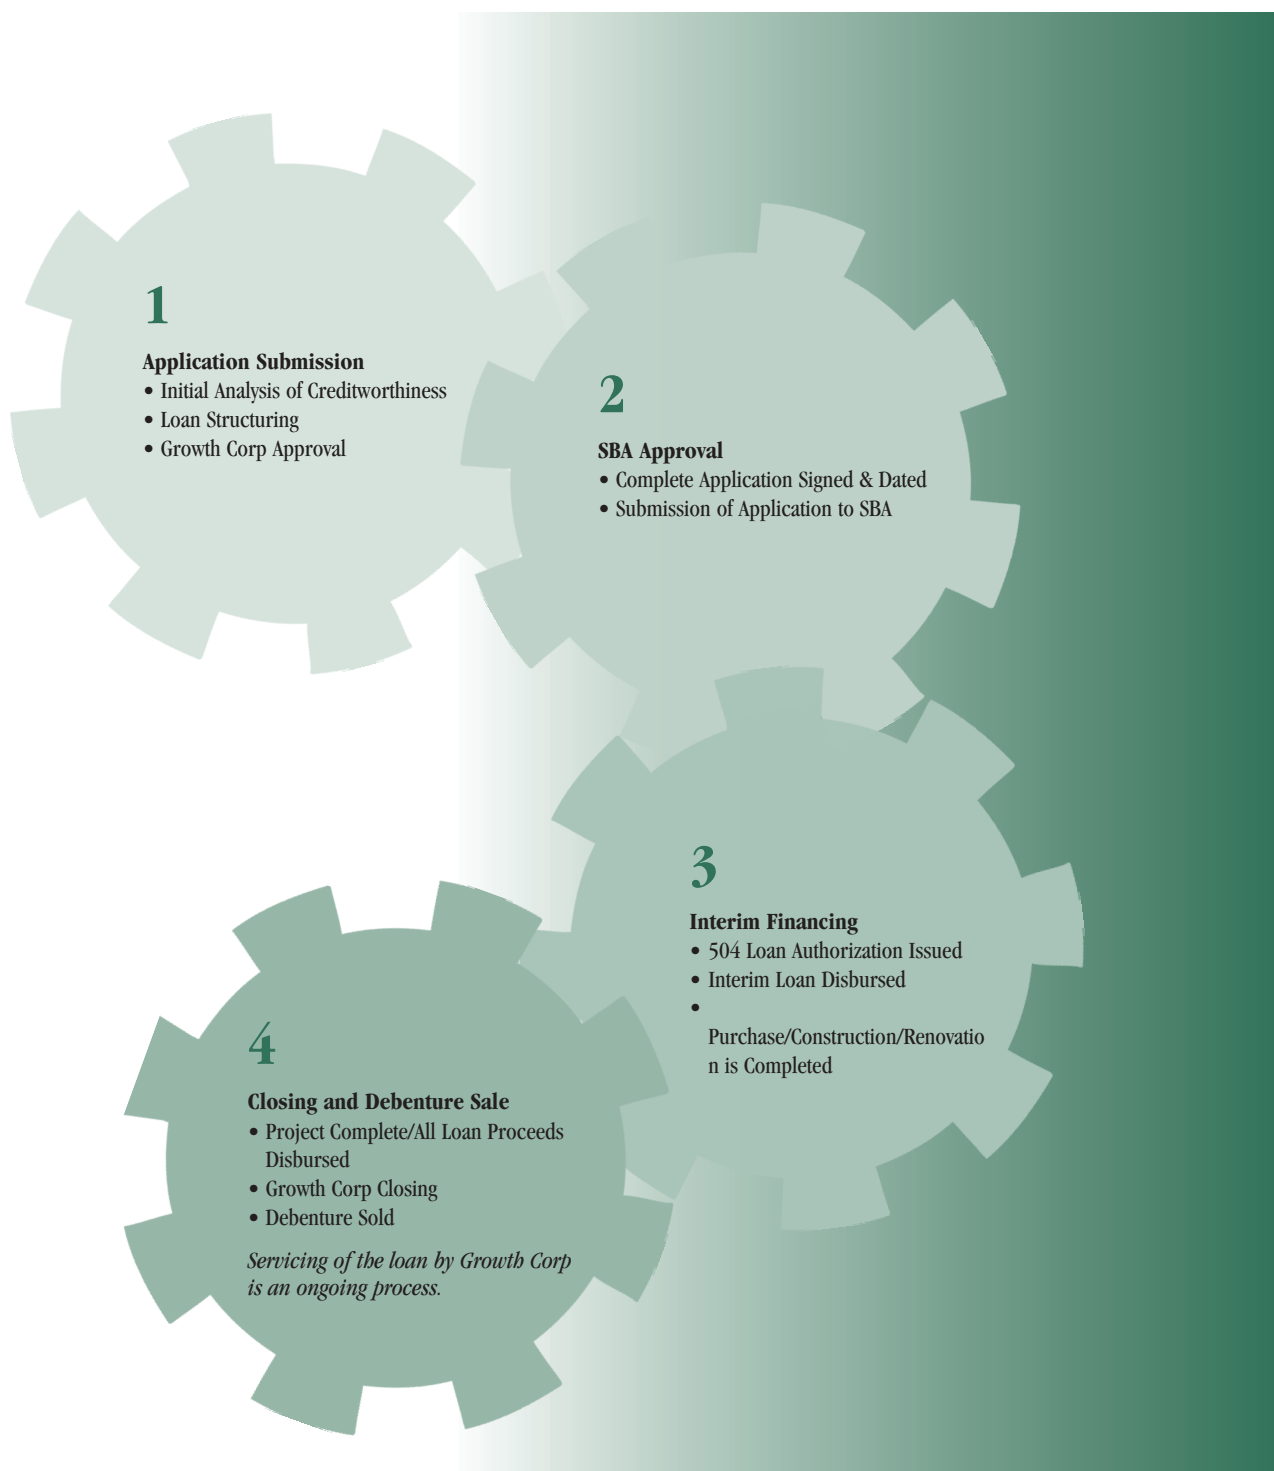 1
Application Submission
• Initial Analysis of Creditworthiness
• Loan Structuring
• Growth Corp Approval
2
SBA Approval
• Complete Application Signed & Dated
• Submission of Application to SBA
3
Interim Financing
• 504 Loan Authorization Issued
• Interim Loan Disbursed
•
Purchase/Construction/Renovatio
n is Completed
4
Closing and Debenture Sale
• Project Complete/All Loan Proceeds
Disbursed
• Growth Corp Closing
• Debenture Sold
Servicing of the loan by Growth Corp
is an ongoing process.